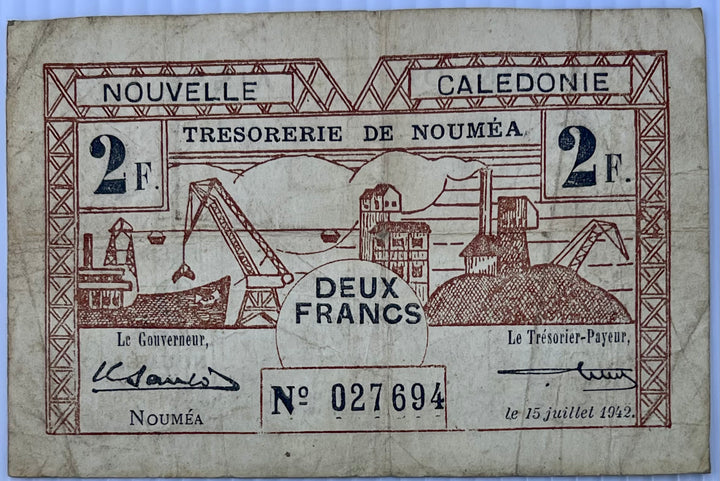 NOUVELLE CALEDONIE
TRESORERIE DE NOUMÉA
2 F. 2 F.
DEUX
FRANCS
Le Gouverneur, Le Trésorier-Payeur,
Nº 027694
NOUMÉA le 15 juillet 1942.